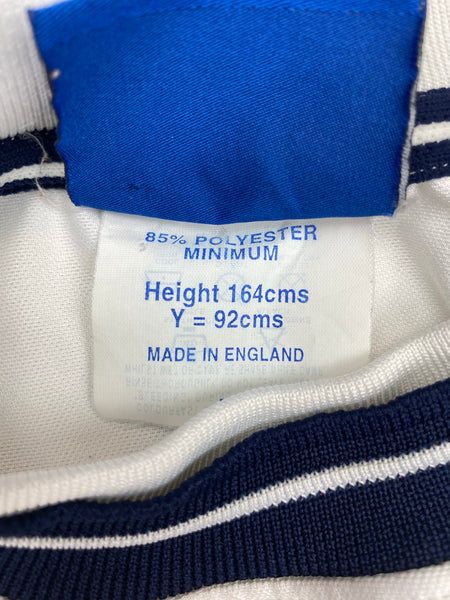 85% POLYESTER
MINIMUM
Height 164cms
Y = 92cms
MADE IN ENGLAND